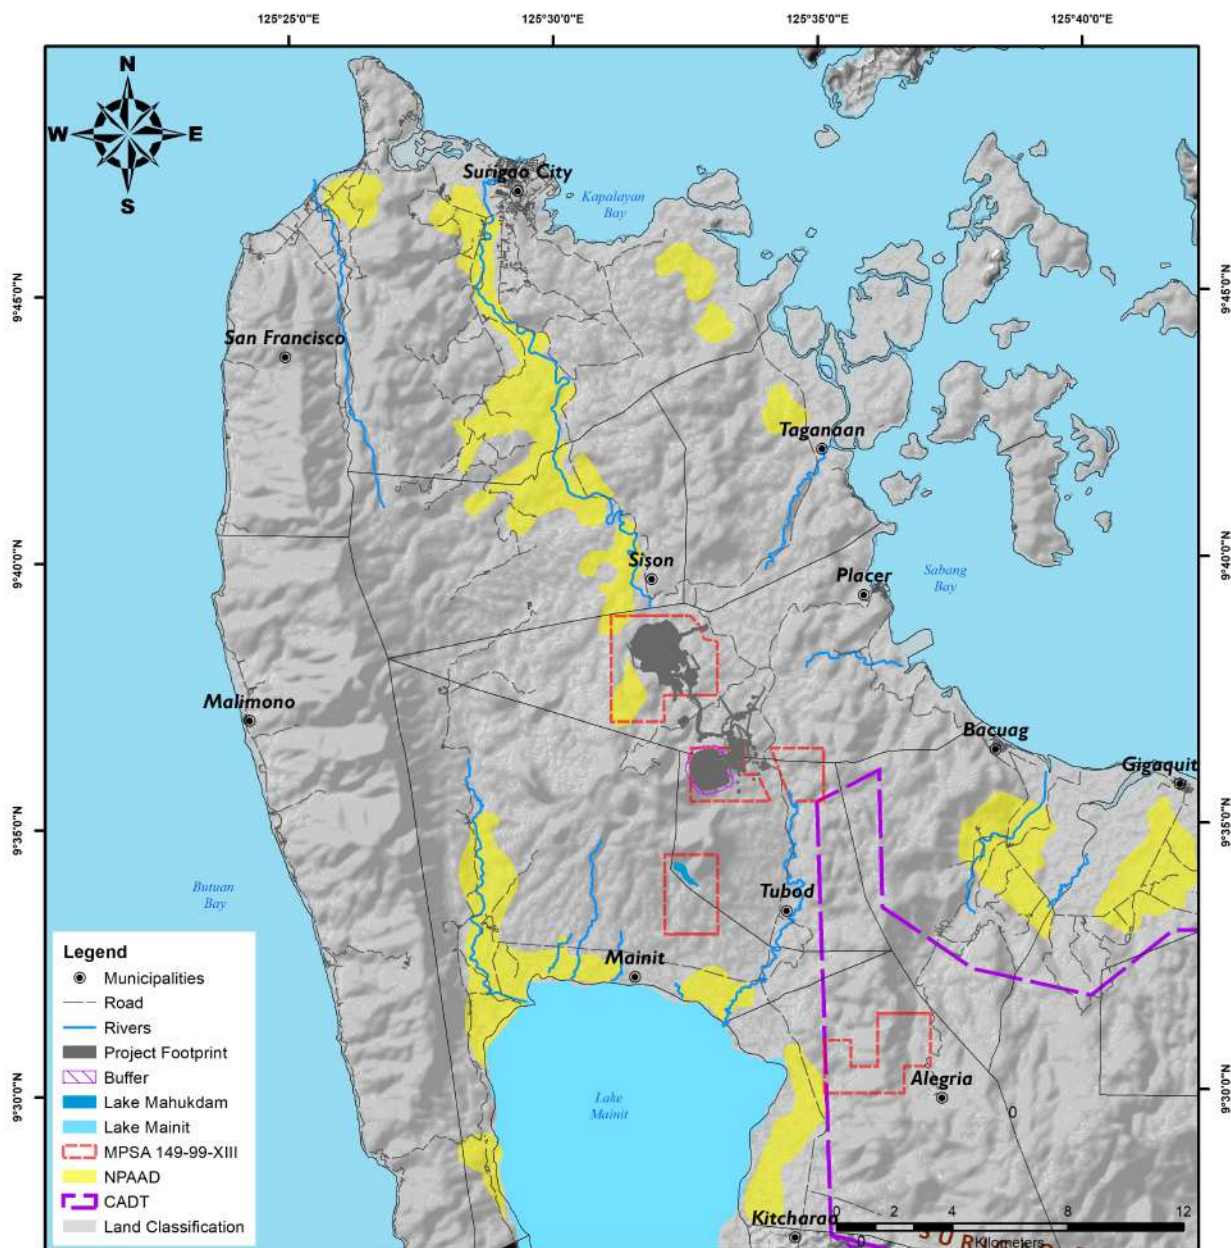 125°25'0"E
125°30'0"E
125°35'0"E
125°40'0"E
N
W
E
S
Surigao City
Kapalayan
Bay
9°45'0"N
9°45'0"N
San Francisco
Taganaan
9°40'0"N
9°40'0"N
Sison
Placer
Sabang
Bay
Malimono
Bacuag
Gigaquit
9°35'0"N
9°35'0"N
Butuan
Bay
Tubod
Mainit
9°30'0"N
9°30'0"N
Alegria
0
Lake
Mainit
Kitcharao
Legend
Municipalities
Road
Rivers
Project Footprint
Buffer
Lake Mahukdam
Lake Mainit
MPSA 149-99-XIII
NPAAD
CADT
Land Classification
0
2
4
8
12
0
Kilometers